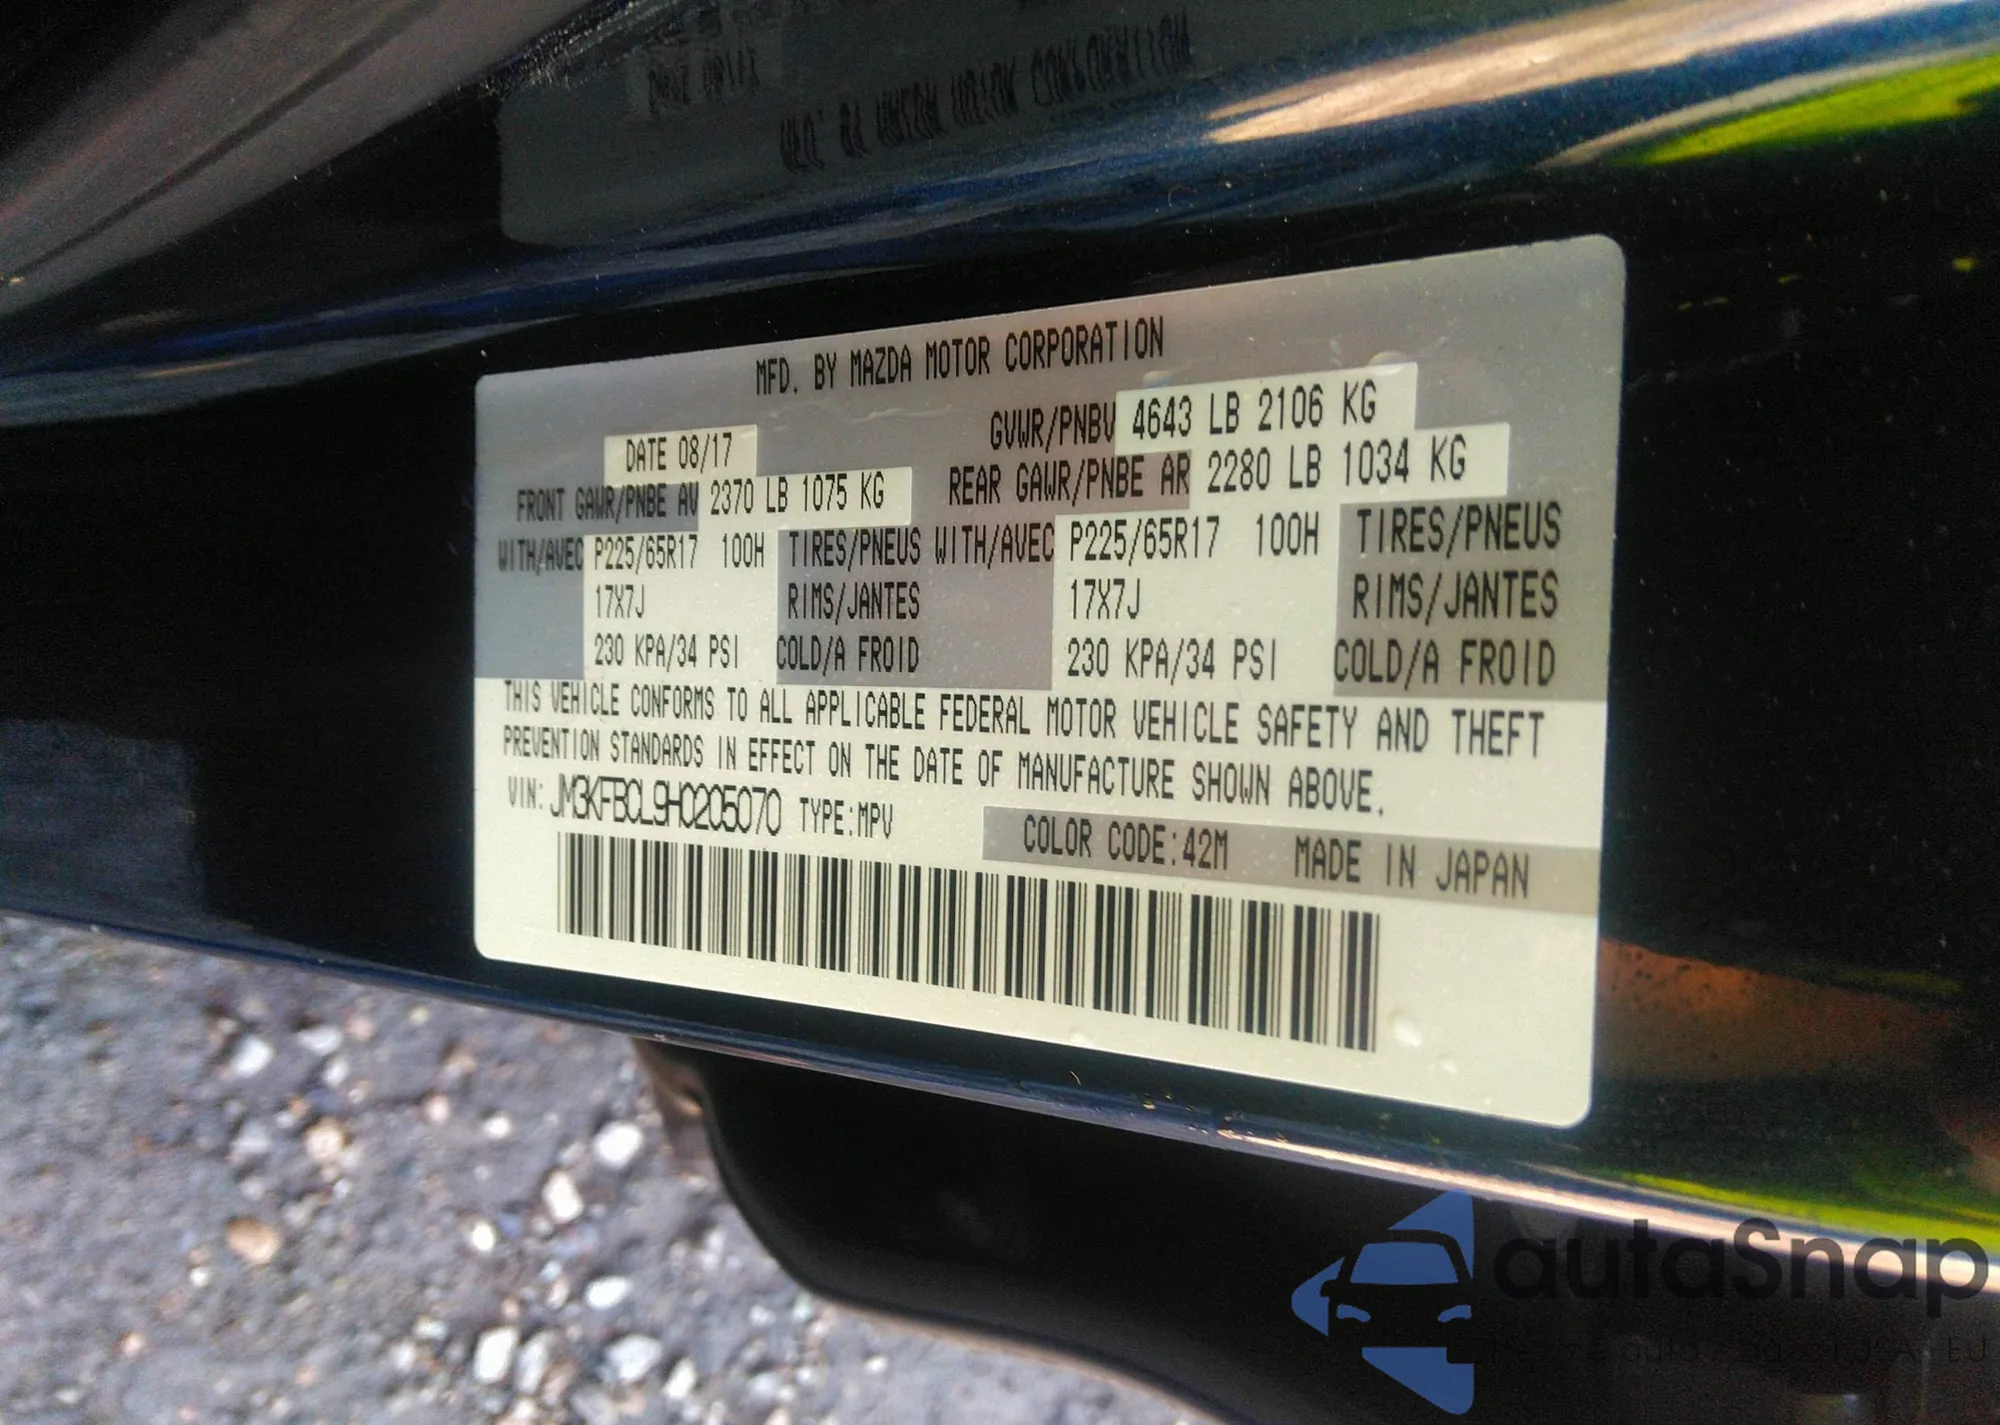 MFD. BY MAZDA MOTOR CORPORATION
DATE 08/17 GVWR/PNBV 4643 LB 2106 KG
FRONT GAWR/PNBE AV 2370 LB 1075 KG REAR GAWR/PNBE AR 2280 LB 1034 KG
WITH/AVEC P225/65R17 100H TIRES/PNEUS WITH/AVEC P225/65R17 100H TIRES/PNEUS
17X7J RIMS/JANTES 17X7J RIMS/JANTES
230 KPA/34 PSI COLD/A FROID 230 KPA/34 PSI COLD/A FROID
THIS VEHICLE CONFORMS TO ALL APPLICABLE FEDERAL MOTOR VEHICLE SAFETY AND THEFT
PREVENTION STANDARDS IN EFFECT ON THE DATE OF MANUFACTURE SHOWN ABOVE.
VIN: JM3KFBCL9H0205070 TYPE:MPV
COLOR CODE:42M MADE IN JAPAN
autaSnap